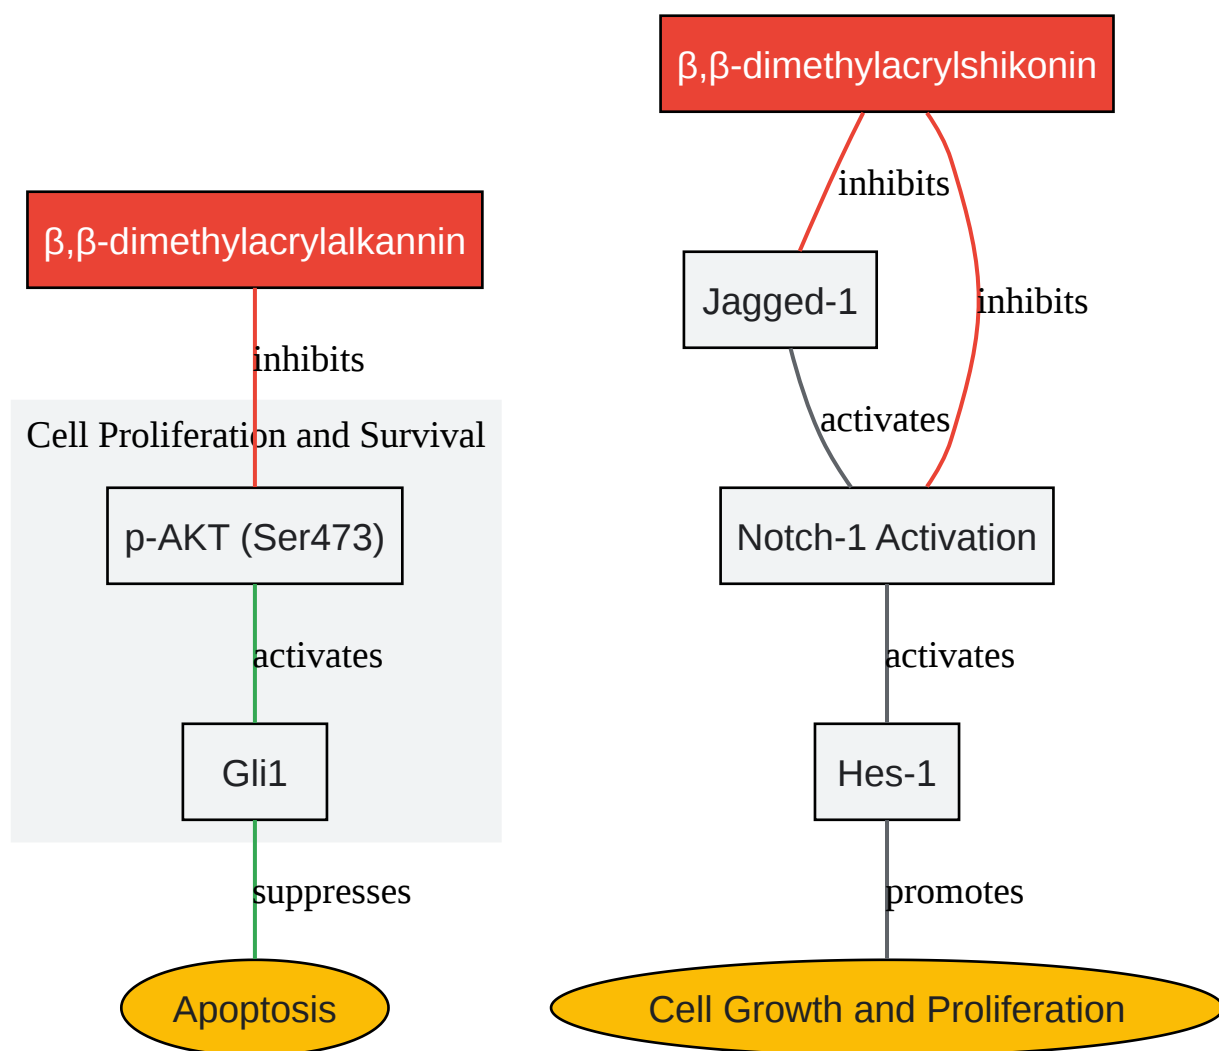 β,β-dimethylacrylshikonin
inhibits
β,β-dimethylacrylalkannin
Jagged-1
inhibits
inhibits
activates
Cell Proliferation and Survival
p-AKT (Ser473)
Notch-1 Activation
activates
activates
Gli1
Hes-1
suppresses
promotes
Apoptosis
Cell Growth and Proliferation